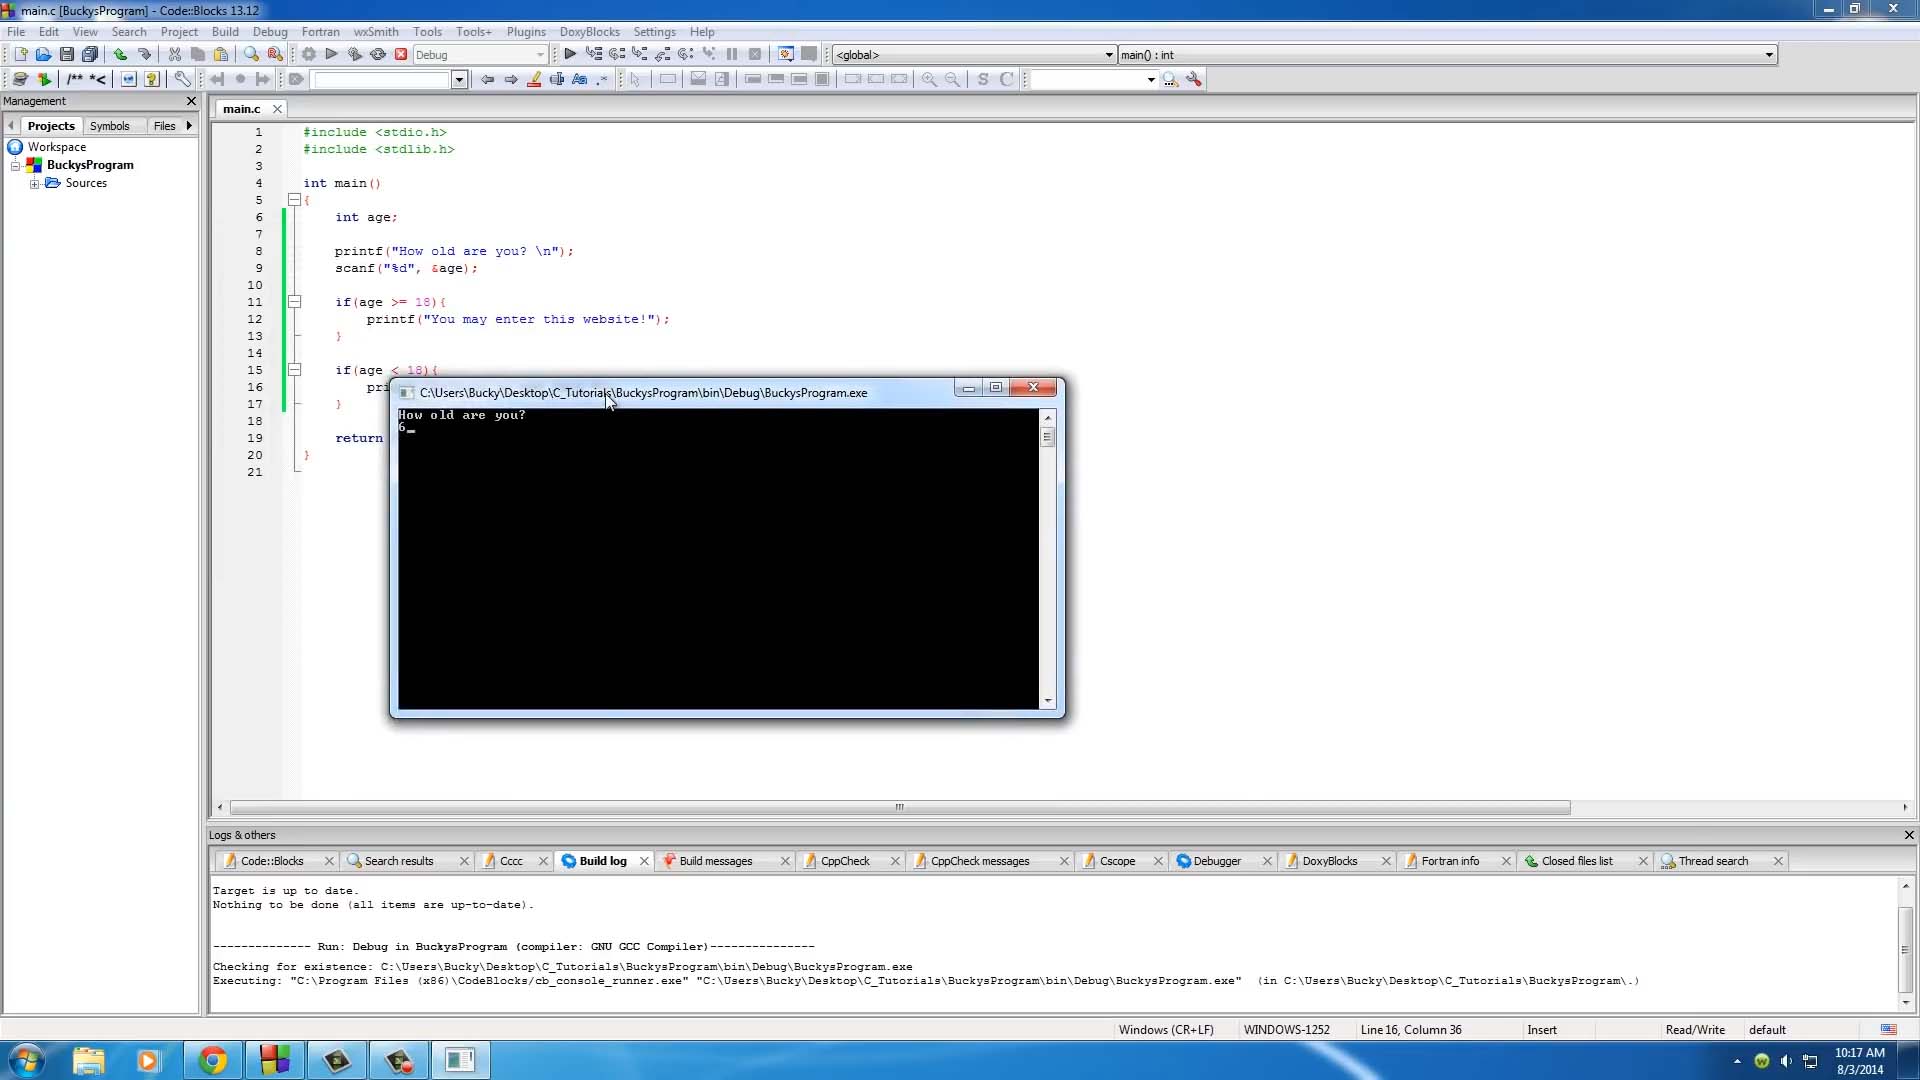 main.c [BuckysProgram] - Code::Blocks 13.12
File Edit View Search Project Build Debug Fortran wxSmith Tools Tools+ Plugins DoxyBlocks Settings Help
Debug
<global>
main() : int
/** *<
S C
Management
Projects Symbols Files
Workspace
BuckysProgram
Sources
main.c
1 #include <stdio.h>
2 #include <stdlib.h>
3
4 int main()
5 {
6 int age;
7
8 printf("How old are you? \n");
9 scanf("%d", &age);
10
11 if(age >= 18){
12 printf("You may enter this website!");
13 }
14
15 if(age < 18){
16 pri
17 }
18
19 return
20 }
21
C:\Users\Bucky\Desktop\C_Tutorials\BuckysProgram\bin\Debug\BuckysProgram.exe
How old are you?
6_
Logs & others
Code::Blocks Search results Cccc Build log Build messages CppCheck CppCheck messages Cscope Debugger DoxyBlocks Fortran info Closed files list Thread search
Target is up to date.
Nothing to be done (all items are up-to-date).
-------------- Run: Debug in BuckysProgram (compiler: GNU GCC Compiler)---------------
Checking for existence: C:\Users\Bucky\Desktop\C_Tutorials\BuckysProgram\bin\Debug\BuckysProgram.exe
Executing: "C:\Program Files (x86)\CodeBlocks/cb_console_runner.exe" "C:\Users\Bucky\Desktop\C_Tutorials\BuckysProgram\bin\Debug\BuckysProgram.exe"  (in C:\Users\Bucky\Desktop\C_Tutorials\BuckysProgram\.)
Windows (CR+LF) WINDOWS-1252 Line 16, Column 36 Insert Read/Write default
10:17 AM
8/3/2014